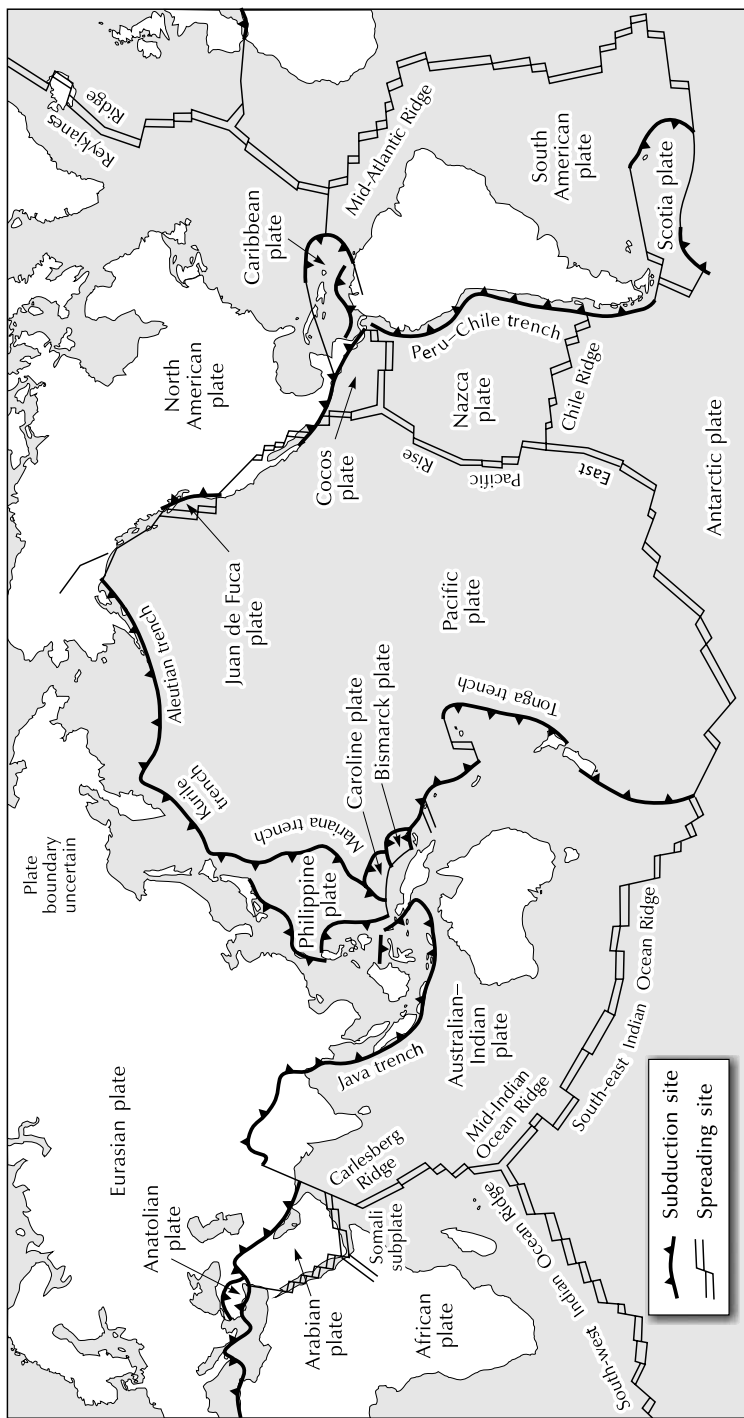 Eurasian plate
Plate
boundary
uncertain
Anatolian
plate
Arabian
plate
African
plate
Somali
subplate
Carlesberg
Ridge
Java trench
Australian–
Indian
plate
Mid-Indian
Ocean Ridge
South-west Indian Ocean Ridge
South-east Indian Ocean Ridge
Philippine
plate
Mariana trench
Kurile
trench
Aleutian trench
Caroline plate
Bismarck plate
Tonga trench
Pacific
plate
Juan de Fuca
plate
North
American
plate
Cocos
plate
East
Pacific
Rise
Nazca
plate
Chile Ridge
Peru–Chile trench
Antarctic plate
Caribbean
plate
Reykjanes
Ridge
Mid-Atlantic Ridge
South
American
plate
Scotia plate
Subduction site
Spreading site